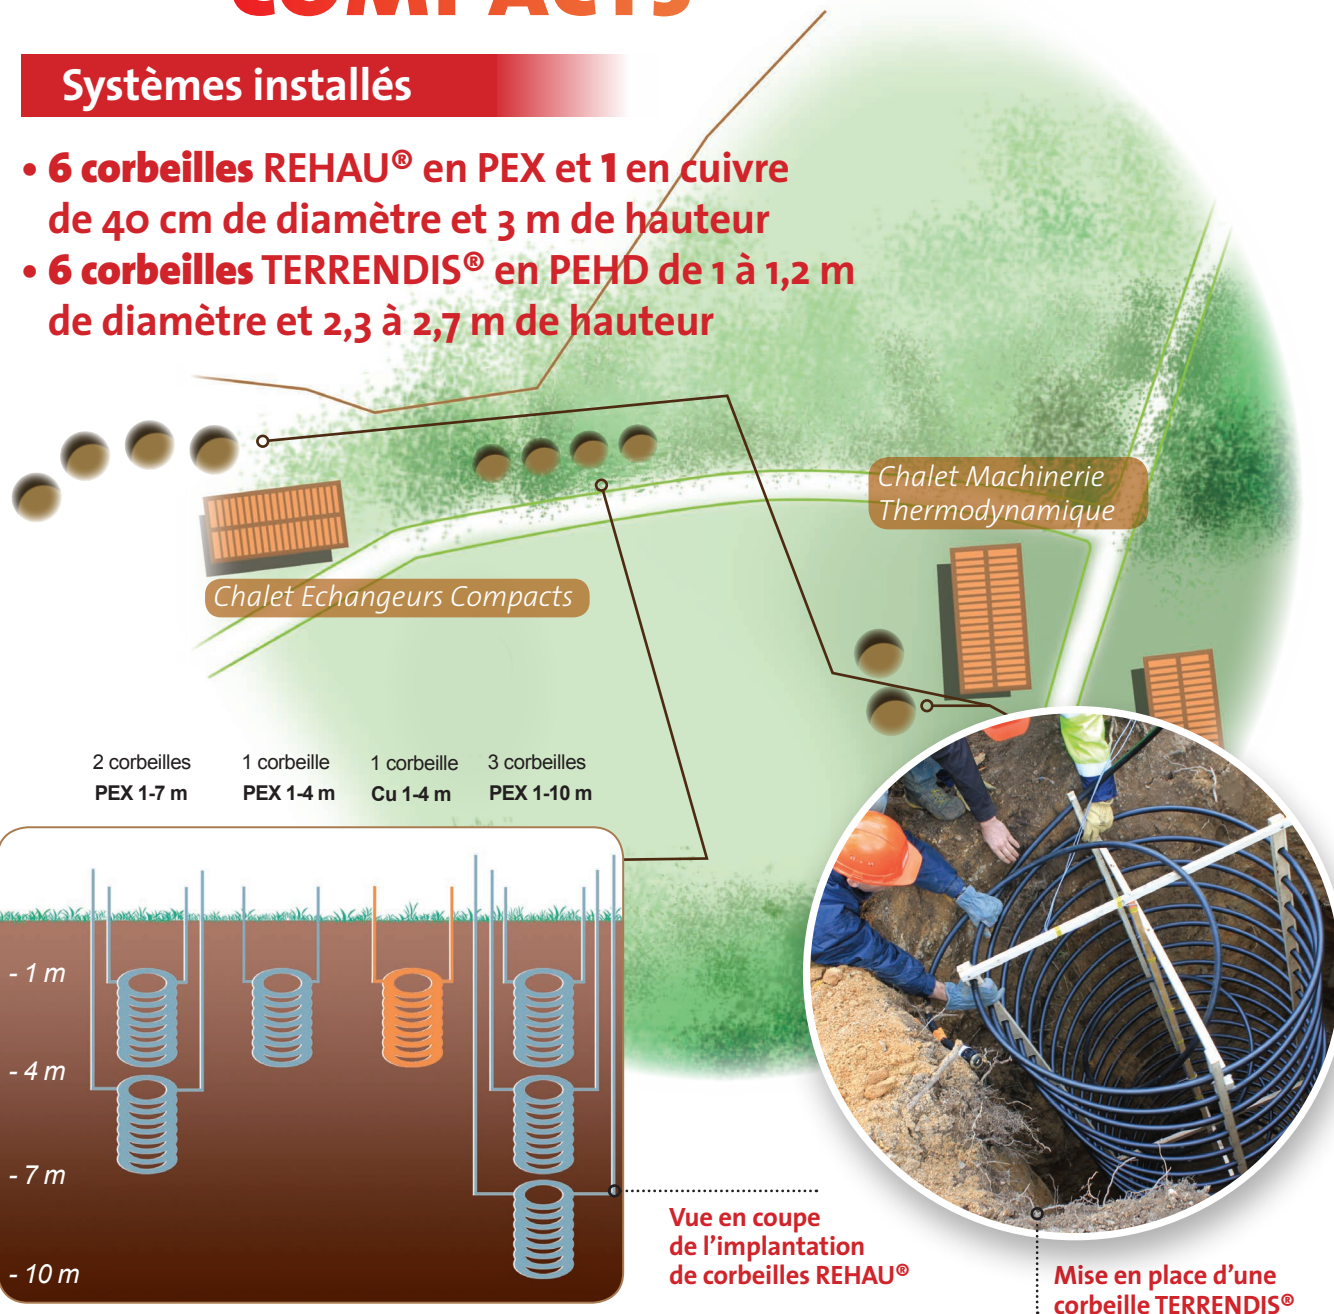 COMPACTS
Systèmes installés
• 6 corbeilles REHAU® en PEX et 1 en cuivre
de 40 cm de diamètre et 3 m de hauteur
• 6 corbeilles TERRENDIS® en PEHD de 1 à 1,2 m
de diamètre et 2,3 à 2,7 m de hauteur
Chalet Machinerie
Thermodynamique
Chalet Echangeurs Compacts
2 corbeilles
PEX 1-7 m
1 corbeille
PEX 1-4 m
1 corbeille
Cu 1-4 m
3 corbeilles
PEX 1-10 m
- 1 m
- 4 m
- 7 m
- 10 m
Vue en coupe
de l'implantation
de corbeilles REHAU®
Mise en place d'une
corbeille TERRENDIS®